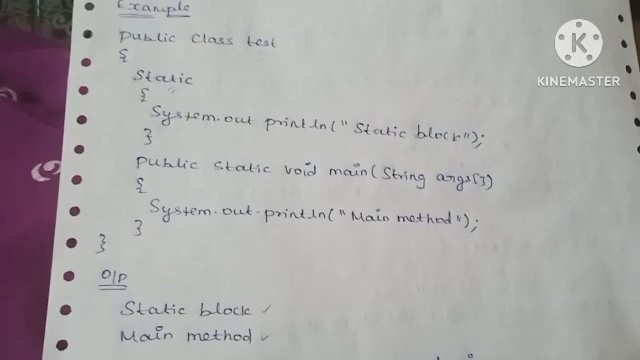 Example
public class test
{
Static
{
System.out println("Static block");
}
public static void main(String args[])
{
System.out.println("Main method");
}
}
O/P
Static block ✓
Main method ✓
K
KINEMASTER